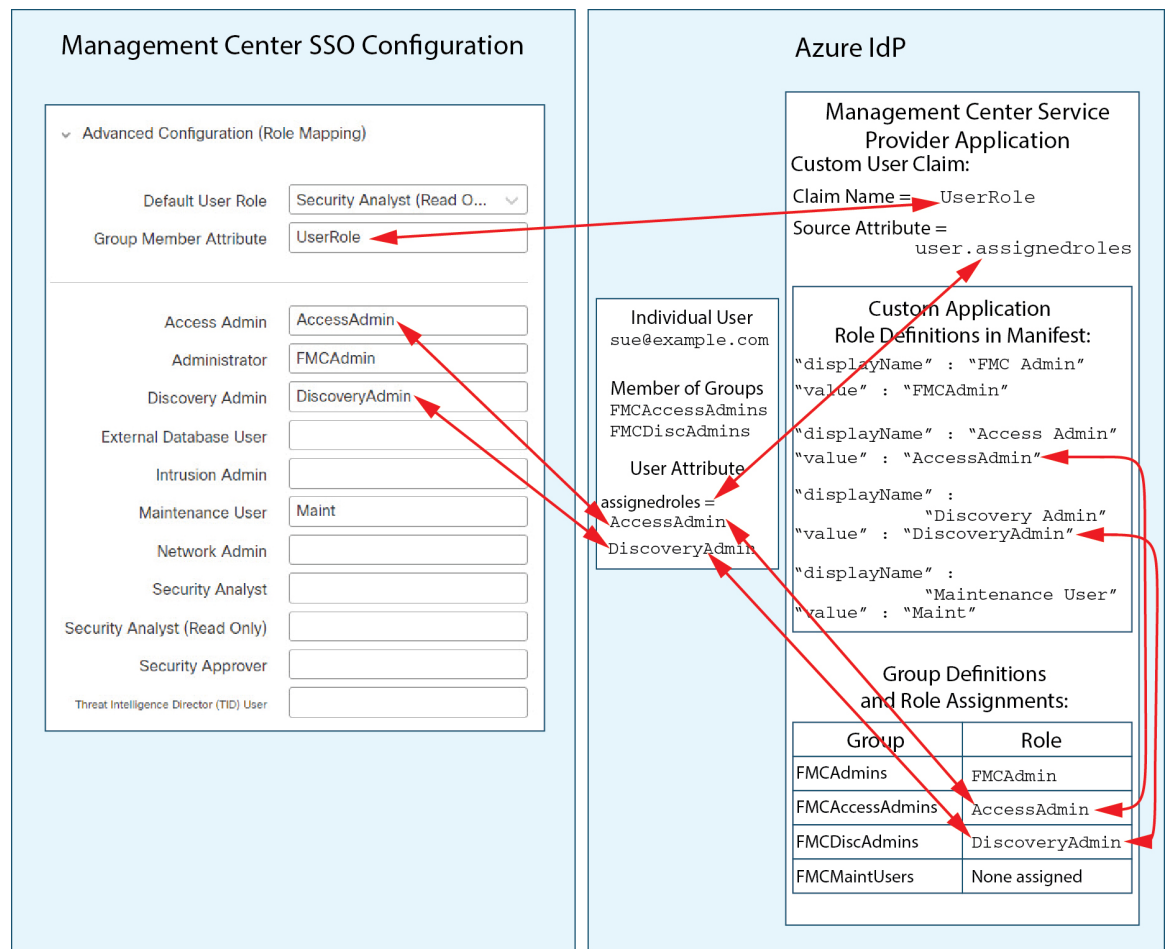 Management Center SSO Configuration
Advanced Configuration (Role Mapping)
Default User Role
Security Analyst (Read O...
Group Member Attribute
UserRole
Access Admin
AccessAdmin
Administrator
FMCAdmin
Discovery Admin
DiscoveryAdmin
External Database User
Intrusion Admin
Maintenance User
Maint
Network Admin
Security Analyst
Security Analyst (Read Only)
Security Approver
Threat Intelligence Director (TID) User
Azure IdP
Individual User
sue@example.com
Member of Groups
FMCAccessAdmins
FMCDiscAdmins
User Attribute
assignedroles =
AccessAdmin
DiscoveryAdmin
Management Center Service
Provider Application
Custom User Claim:
Claim Name = UserRole
Source Attribute =
user.assignedroles
Custom Application
Role Definitions in Manifest:
“displayName” : “FMC Admin”
“value” : “FMCAdmin”
“displayName” : “Access Admin”
“value” : “AccessAdmin”
“displayName” :
“Discovery Admin”
“value” : “DiscoveryAdmin”
“displayName” :
“Maintenance User”
“value” : “Maint”
Group Definitions
and Role Assignments:
Group Role
FMCAdmins FMCAdmin
FMCAccessAdmins AccessAdmin
FMCDiscAdmins DiscoveryAdmin
FMCMaintUsers None assigned